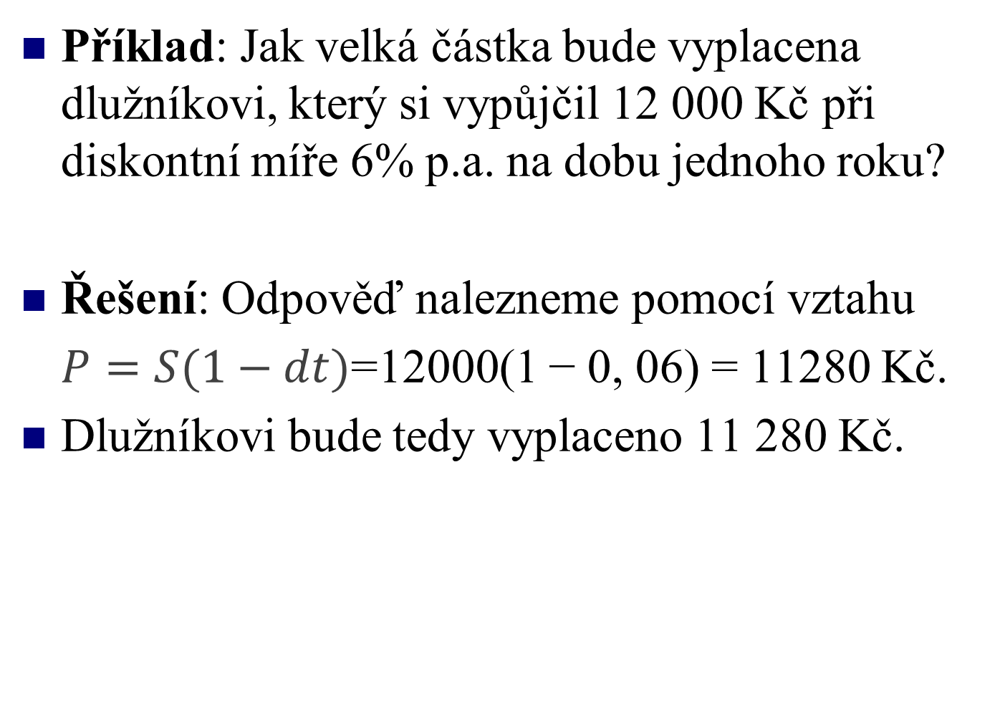 Příklad: Jak velká částka bude vyplacena
dlužníkovi, který si vypůjčil 12 000 Kč při
diskontní míře 6% p.a. na dobu jednoho roku?
Řešení: Odpověď nalezneme pomocí vztahu
P = S(1 − dt)=12000(1 − 0, 06) = 11280 Kč.
Dlužníkovi bude tedy vyplaceno 11 280 Kč.